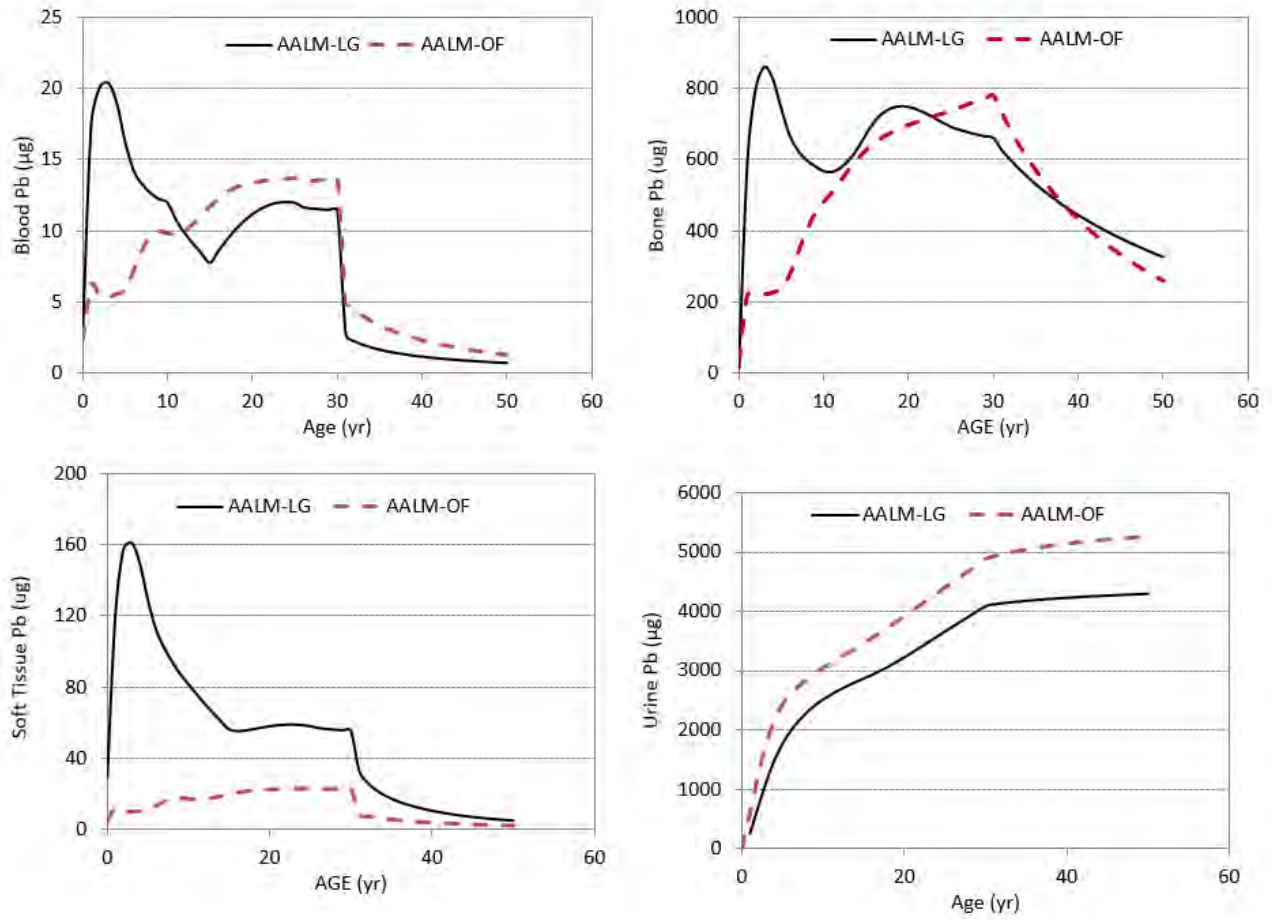 25
20
15
10
5
0
Blood Pb (µg)
AALM-LG
AALM-OF
0 10 20 30 40 50 60
Age (yr)
1000
800
600
400
200
0
Bone Pb (ug)
AALM-LG
AALM-OF
0 10 20 30 40 50 60
AGE (yr)
200
160
120
80
40
0
Soft Tissue Pb (ug)
AALM-LG
AALM-OF
0 20 40 60
AGE (yr)
6000
5000
4000
3000
2000
1000
0
Urine Pb (µg)
AALM-LG
AALM-OF
0 20 40 60
Age (yr)